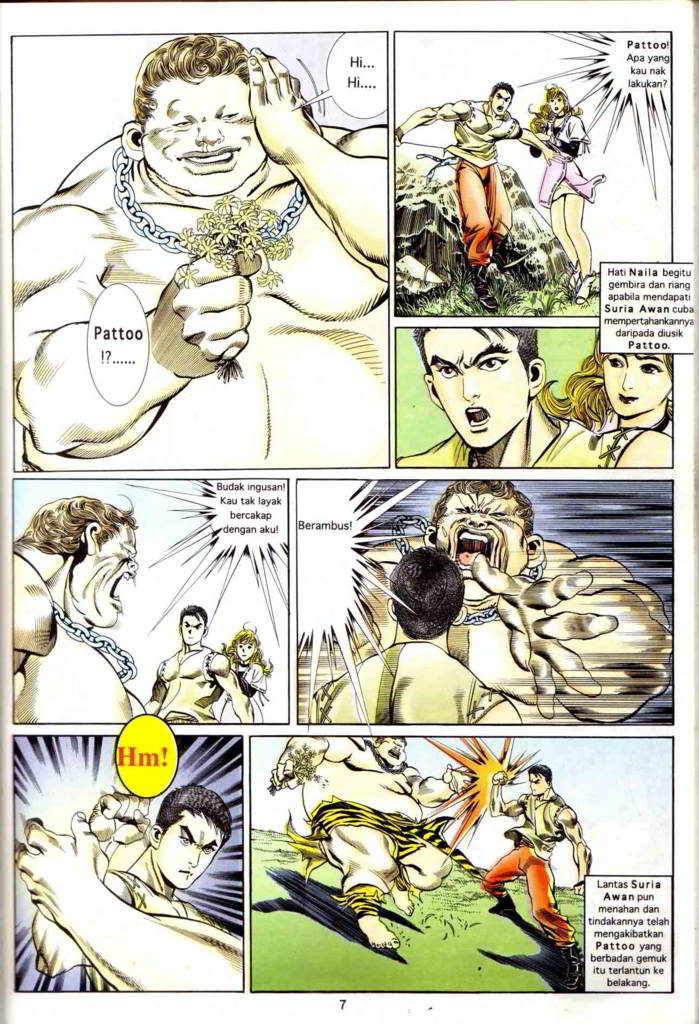 Hi...
Hi....
Pattoo
!?......
Pattoo!
Apa yang
kau nak
lakukan?
Hati Naila begitu
gembira dan riang
apabila mendapati
Suria Awan cuba
mempertahankannya
daripada diusik
Pattoo.
Budak ingusan!
Kau tak layak
bercakap
dengan aku!
Berambus!
Hm!
Lantas Suria
Awan pun
menahan dan
tindakannya telah
mengakibatkan
Pattoo yang
berbadan gemuk
itu terlantun ke
belakang.
7